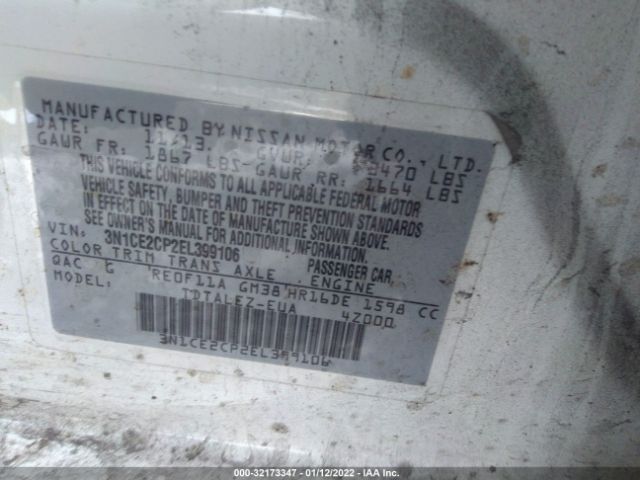 MANUFACTURED BY NISSAN MOTOR CO., LTD.
DATE: 11/13. GVWR: 3470 LBS
GAWR FR: 1867 LBS GAWR RR: 1664 LBS
THIS VEHICLE CONFORMS TO ALL APPLICABLE FEDERAL MOTOR
VEHICLE SAFETY, BUMPER AND THEFT PREVENTION STANDARDS
IN EFFECT ON THE DATE OF MANUFACTURE SHOWN ABOVE.
SEE OWNER'S MANUAL FOR ADDITIONAL INFORMATION.
VIN: 3N1CE2CP2EL399106 PASSENGER CAR
COLOR TRIM TRANS AXLE ENGINE
QAC G RE0F11A GM38 HR16DE 1598 CC
MODEL: TDTALEZ-EUA 4Z000
3N1CE2CP2EL399106
000-32173347 - 01/12/2022 - IAA Inc.